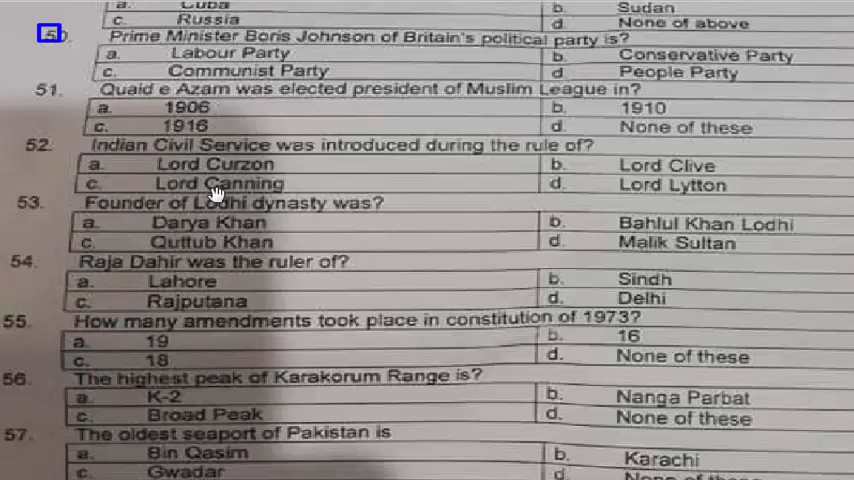 a. Cuba b. Sudan
c. Russia d. None of above
50. Prime Minister Boris Johnson of Britain's political party is?
a. Labour Party b. Conservative Party
c. Communist Party d. People Party
51. Quaid e Azam was elected president of Muslim League in?
a. 1906 b. 1910
c. 1916 d. None of these
52. Indian Civil Service was introduced during the rule of?
a. Lord Curzon b. Lord Clive
c. Lord Canning d. Lord Lytton
53. Founder of Lodhi dynasty was?
a. Darya Khan b. Bahlul Khan Lodhi
c. Quttub Khan d. Malik Sultan
54. Raja Dahir was the ruler of?
a. Lahore b. Sindh
c. Rajputana d. Delhi
55. How many amendments took place in constitution of 1973?
a. 19 b. 16
c. 18 d. None of these
56. The highest peak of Karakorum Range is?
a. K-2 b. Nanga Parbat
c. Broad Peak d. None of these
57. The oldest seaport of Pakistan is
a. Bin Qasim b. Karachi
c. Gwadar d. None of these